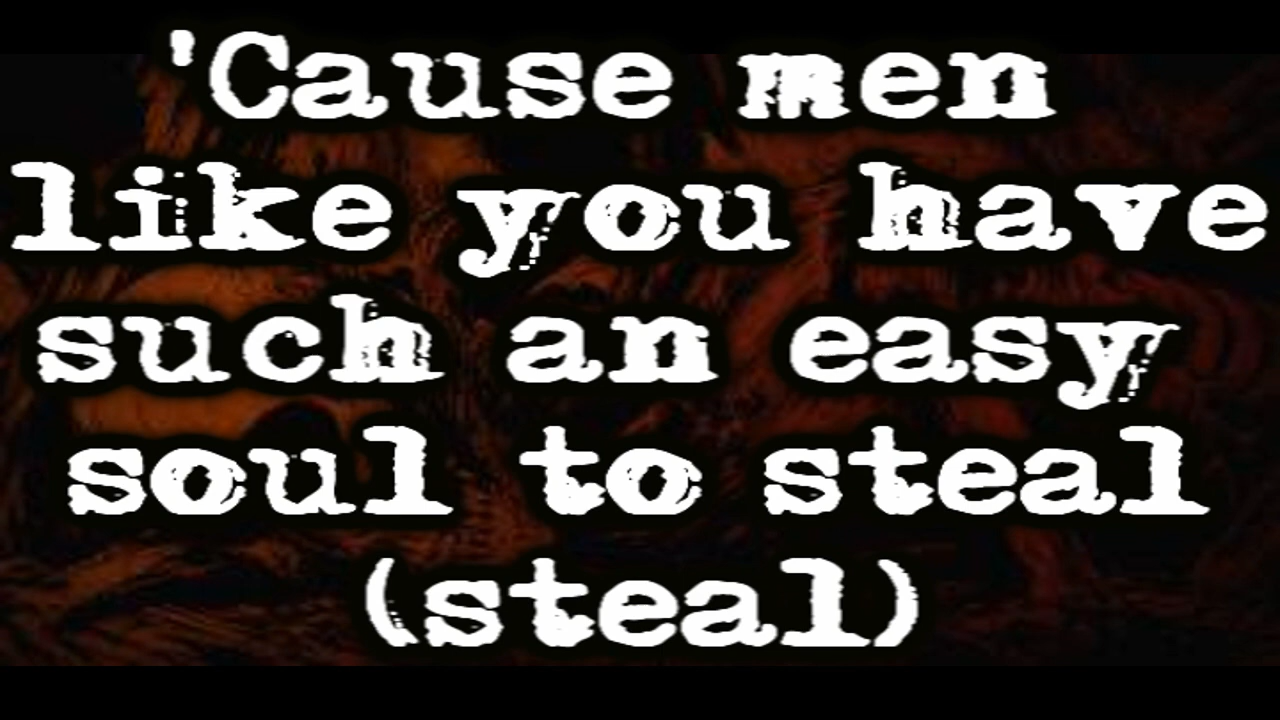 'Cause men
like you have
such an easy
soul to steal
(steal)